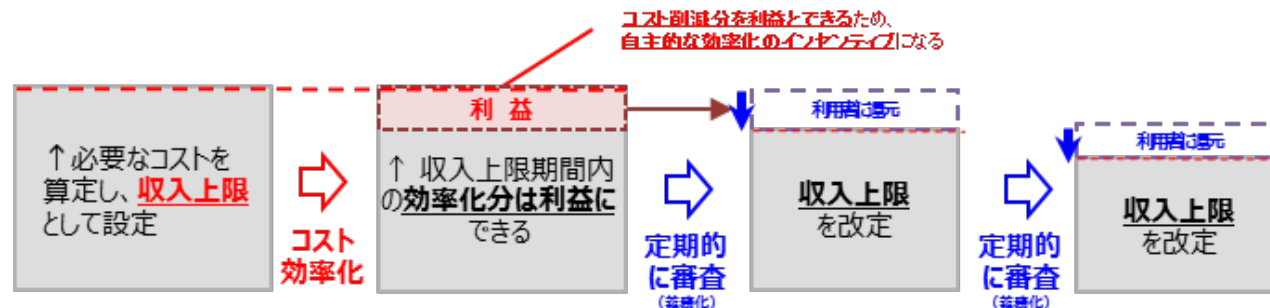 コスト削減分を利益とできるため、
自主的な効率化のインセンティブになる
↑必要なコストを
算定し、収入上限
として設定
コスト
効率化
利 益
↑ 収入上限期間内
の効率化分は利益に
できる
定期的
に審査
(義務化)
利用者に還元
収入上限
を改定
定期的
に審査
(義務化)
利用者に還元
収入上限
を改定